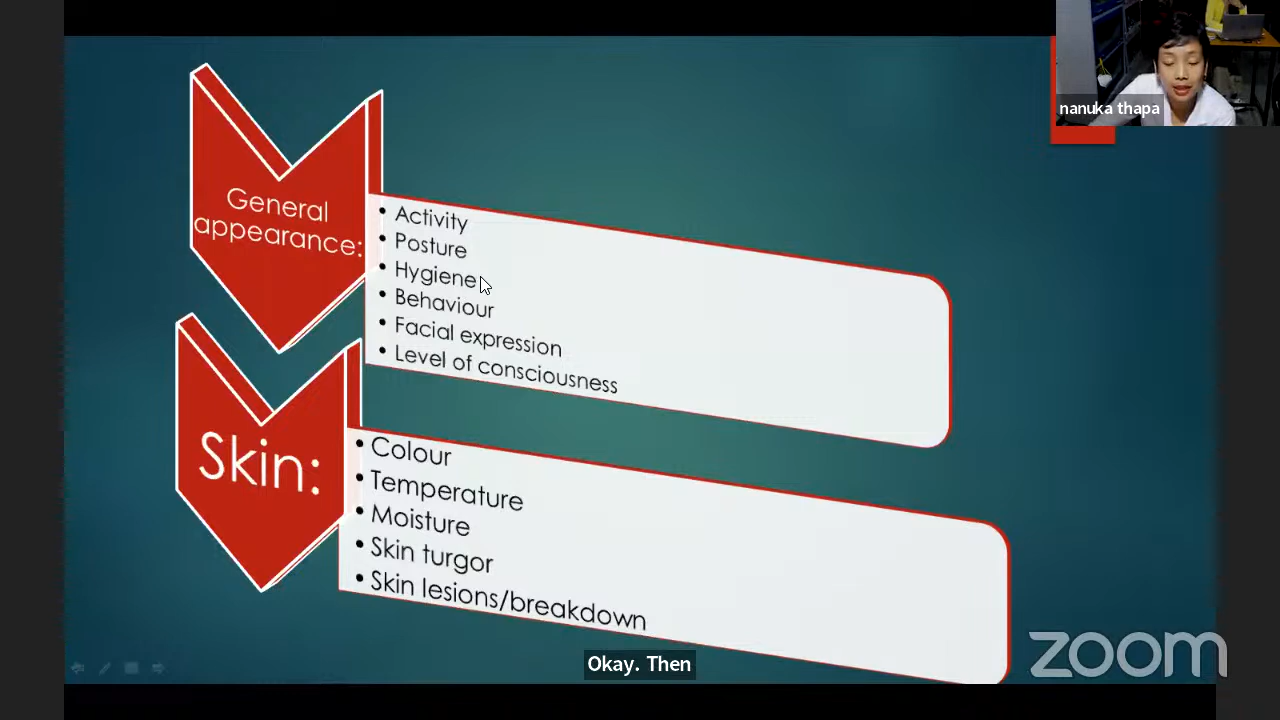 nanuka thapa
General
appearance:
• Activity
• Posture
• Hygiene
• Behaviour
• Facial expression
• Level of consciousness
Skin:
• Colour
• Temperature
• Moisture
• Skin turgor
• Skin lesions/breakdown
Okay. Then
zoom